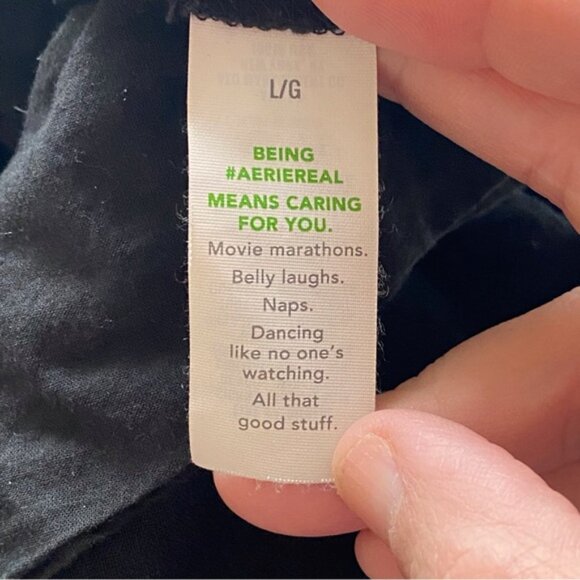 L/G
BEING
#AERIEREAL
MEANS CARING
FOR YOU.
Movie marathons.
Belly laughs.
Naps.
Dancing
like no one's
watching.
All that
good stuff.